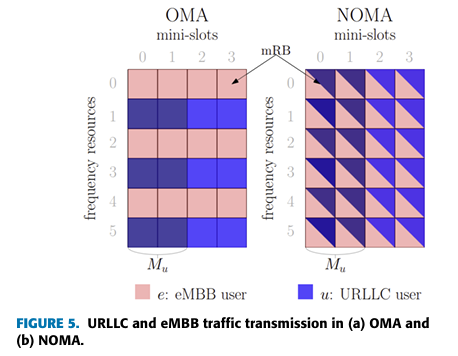 OMA
mini-slots
0 1 2 3
NOMA
mini-slots
0 1 2 3
mRB
frequency resources
0
1
2
3
4
5
frequency resources
0
1
2
3
4
5
M_u
M_u
e: eMBB user
u: URLLC user
FIGURE 5. URLLC and eMBB traffic transmission in (a) OMA and
(b) NOMA.